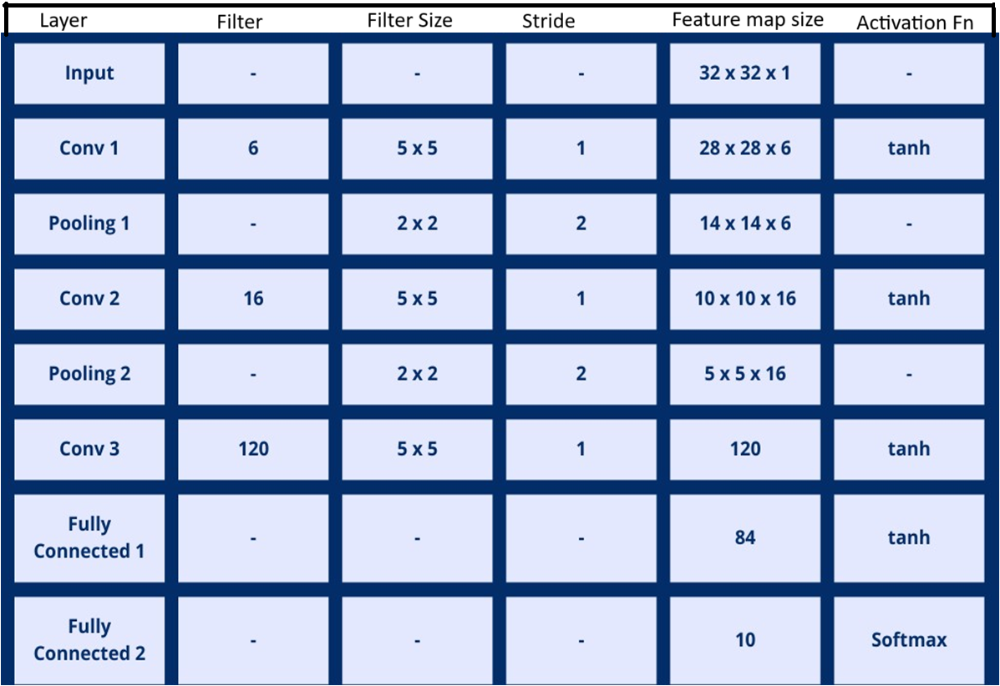 Layer Filter Filter Size Stride Feature map size Activation Fn
Input - - - 32 x 32 x 1 -
Conv 1 6 5 x 5 1 28 x 28 x 6 tanh
Pooling 1 - 2 x 2 2 14 x 14 x 6 -
Conv 2 16 5 x 5 1 10 x 10 x 16 tanh
Pooling 2 - 2 x 2 2 5 x 5 x 16 -
Conv 3 120 5 x 5 1 120 tanh
Fully
Connected 1 - - - 84 tanh
Fully
Connected 2 - - - 10 Softmax